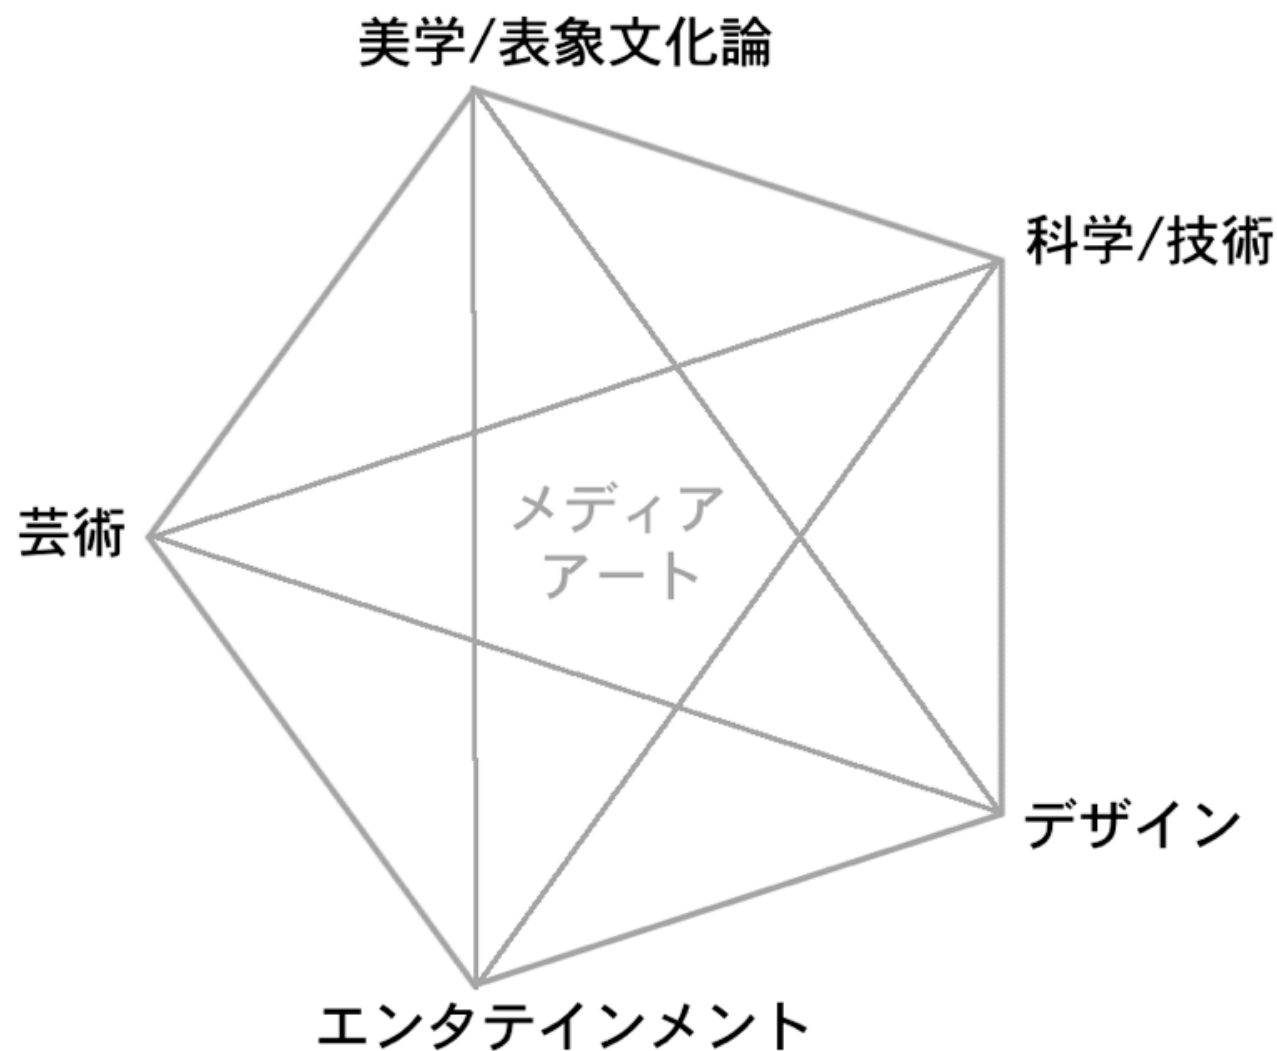 美学/表象文化論
科学/技術
芸術
メディア
アート
デザイン
エンタテインメント